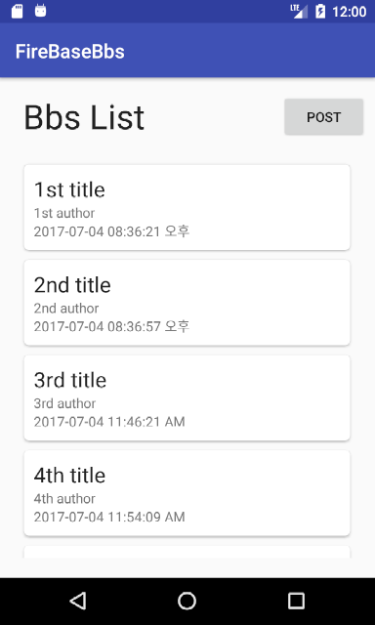 LTE 12:00
FireBaseBbs
Bbs List
POST
1st title
1st author
2017-07-04 08:36:21 오후
2nd title
2nd author
2017-07-04 08:36:57 오후
3rd title
3rd author
2017-07-04 11:46:21 AM
4th title
4th author
2017-07-04 11:54:09 AM